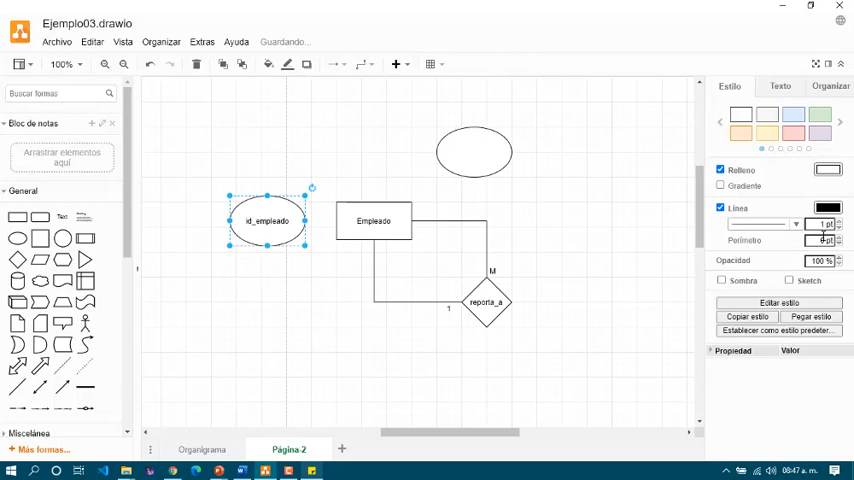 Ejemplo03.drawio
Archivo Editar Vista Organizar Extras Ayuda Guardando...
100%
Buscar formas
Bloc de notas
Arrastrar elementos
aquí
General
Text
Miscelánea
+ Más formas...
id_empleado
Empleado
M
reporta_a
1
Organigrama Página-2
Estilo Texto Organizar
Relleno
Gradiente
Línea
1 pt
Perímetro pt
Opacidad 100 %
Sombra Sketch
Editar estilo
Copiar estilo Pegar estilo
Establecer como estilo predeter...
Propiedad Valor
08:47 a. m.